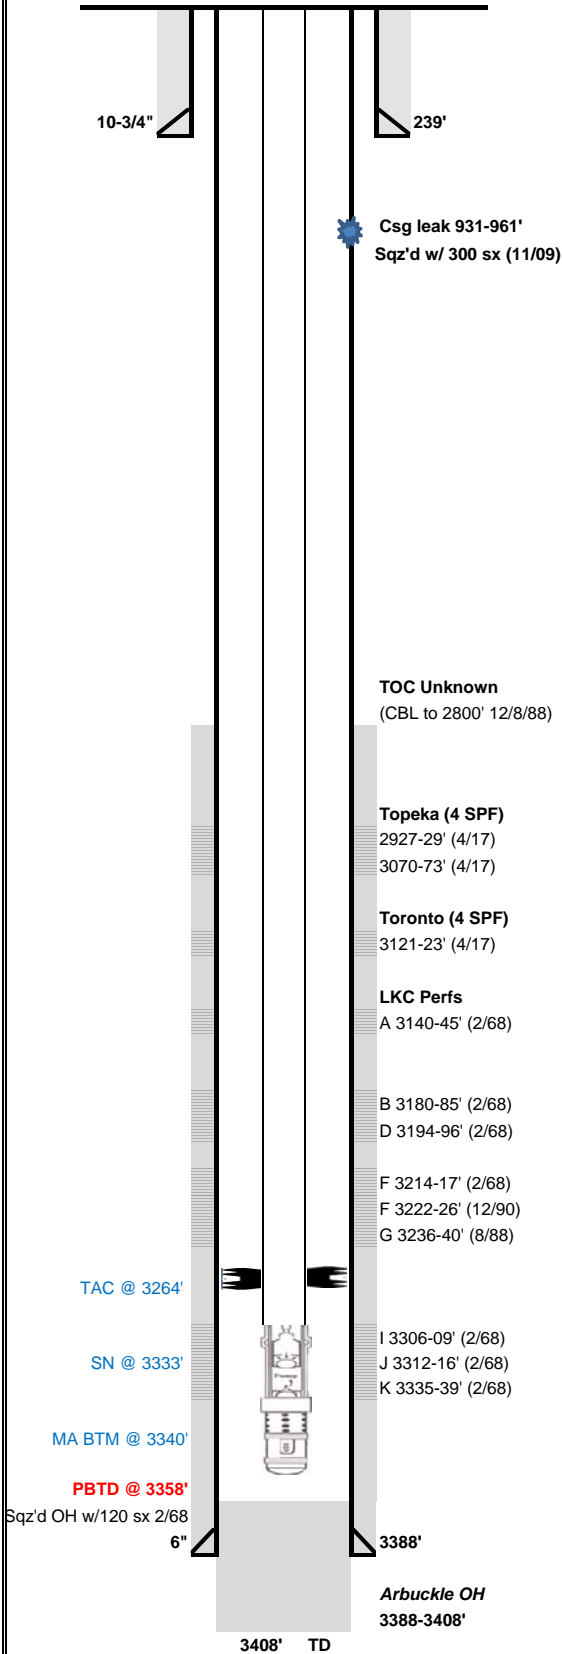 10-3/4"
239'
Csg leak 931-961'
Sqz'd w/ 300 sx (11/09)
TOC Unknown
(CBL to 2800' 12/8/88)
Topeka (4 SPF)
2927-29' (4/17)
3070-73' (4/17)
Toronto (4 SPF)
3121-23' (4/17)
LKC Perfs
A 3140-45' (2/68)
B 3180-85' (2/68)
D 3194-96' (2/68)
F 3214-17' (2/68)
F 3222-26' (12/90)
G 3236-40' (8/88)
TAC @ 3264'
I 3306-09' (2/68)
J 3312-16' (2/68)
K 3335-39' (2/68)
SN @ 3333'
MA BTM @ 3340'
PBTD @ 3358'
Sqz'd OH w/120 sx 2/68
6"
3388'
Arbuckle OH
3388-3408'
3408' TD